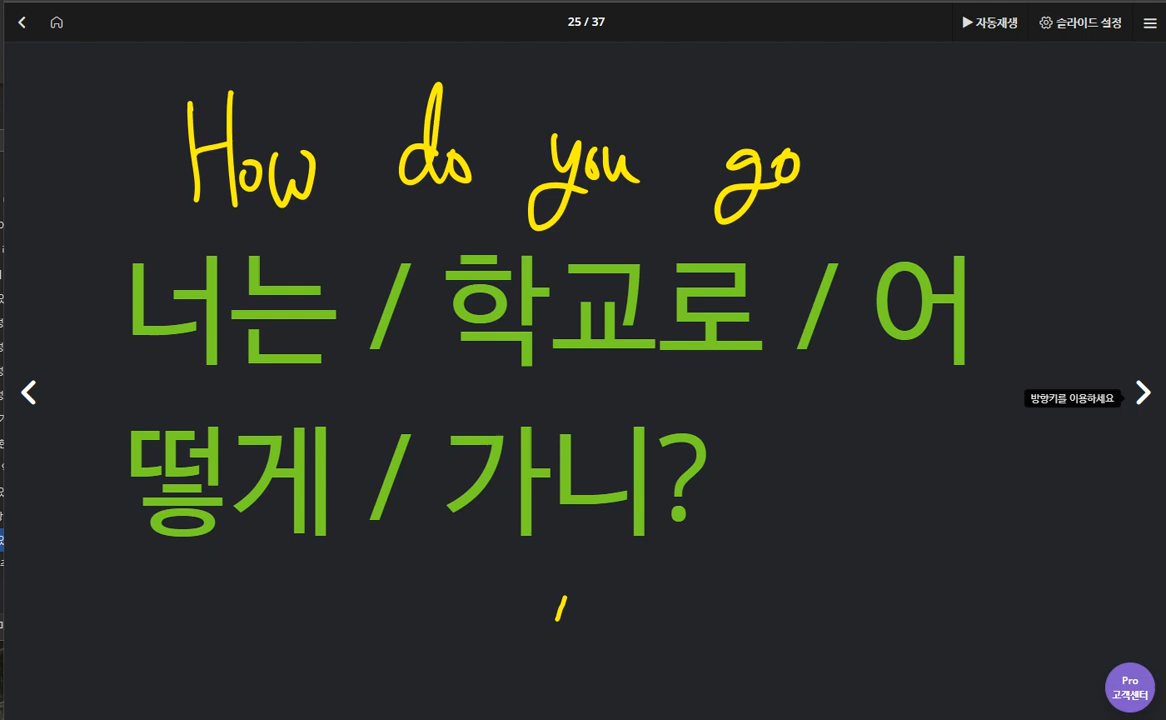 25 / 37
자동재생
슬라이드 설정
How do you go
너는 / 학교로 / 어
떻게 / 가니?
방향키를 이용하세요
Pro
고객센터